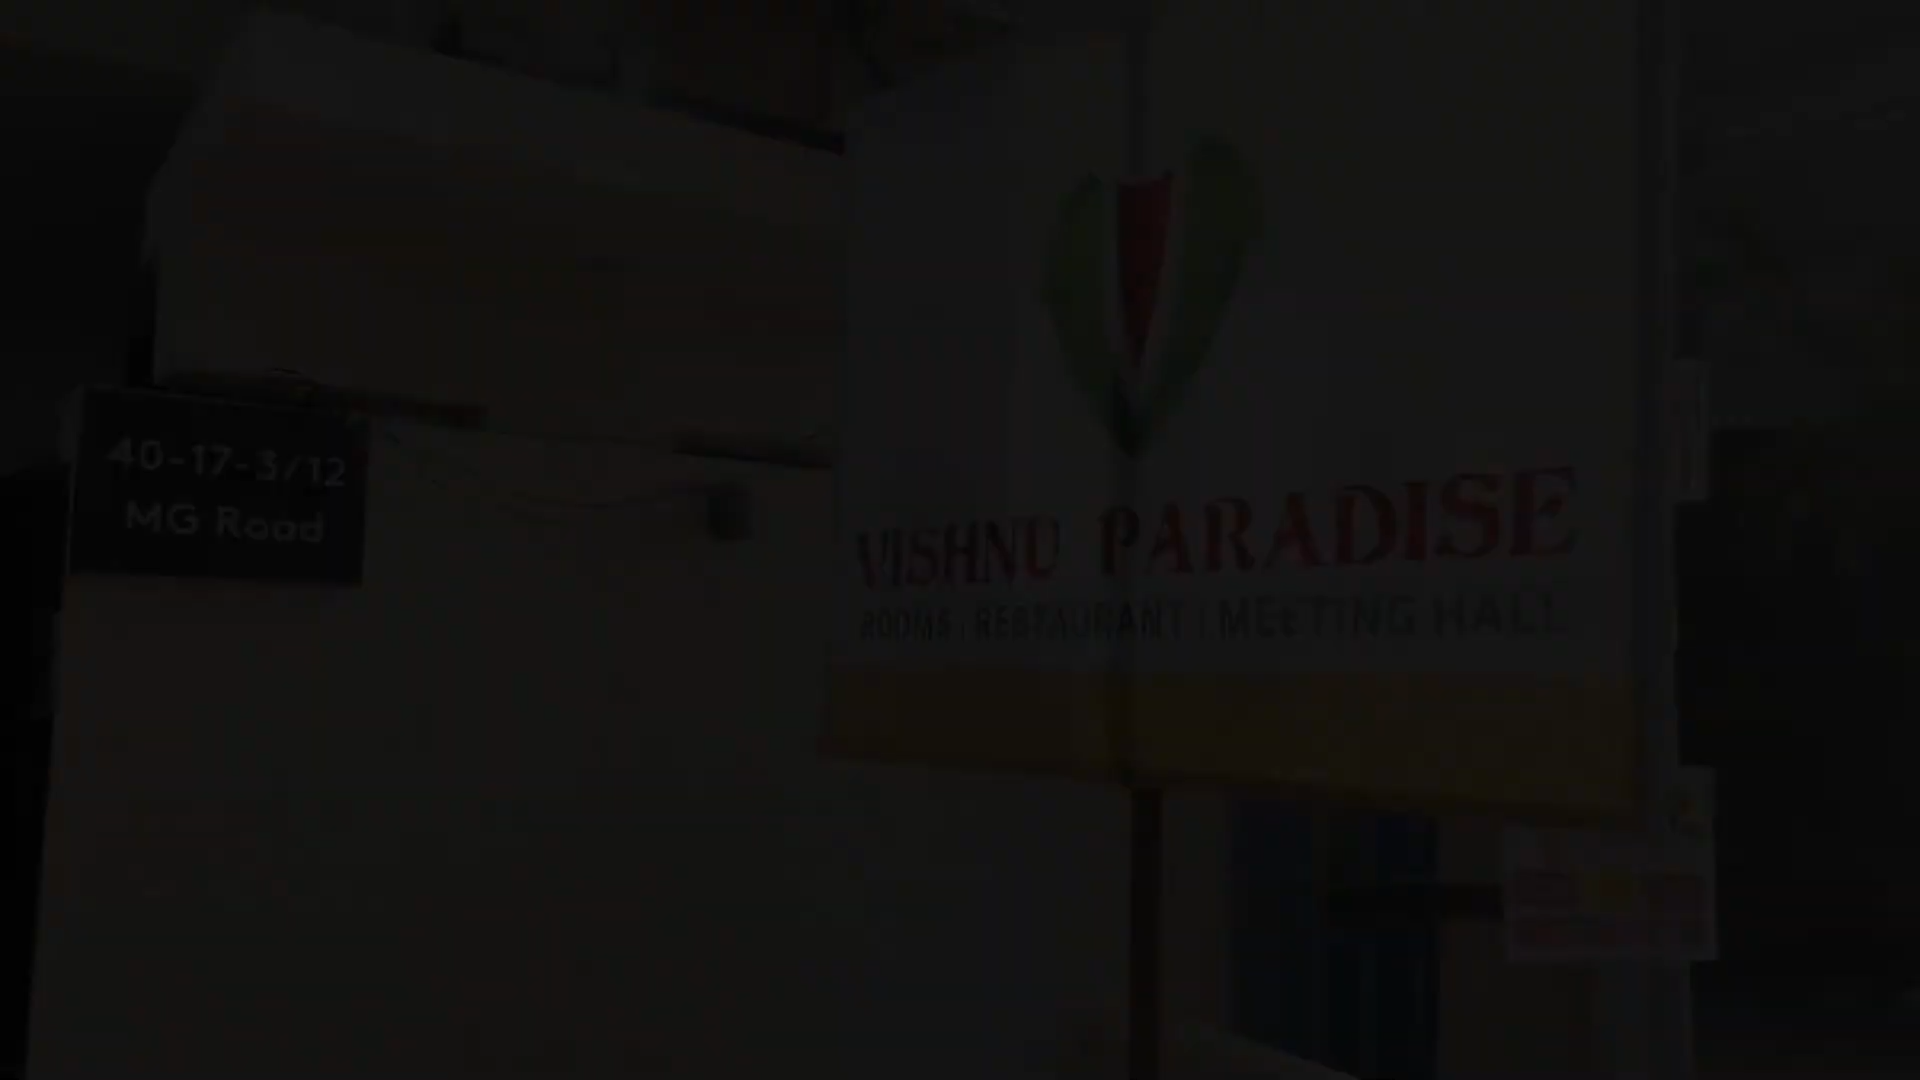 40-17-3/12
MG Road
VISHNU PARADISE
ROOMS | RESTAURANT | MEETING HALL